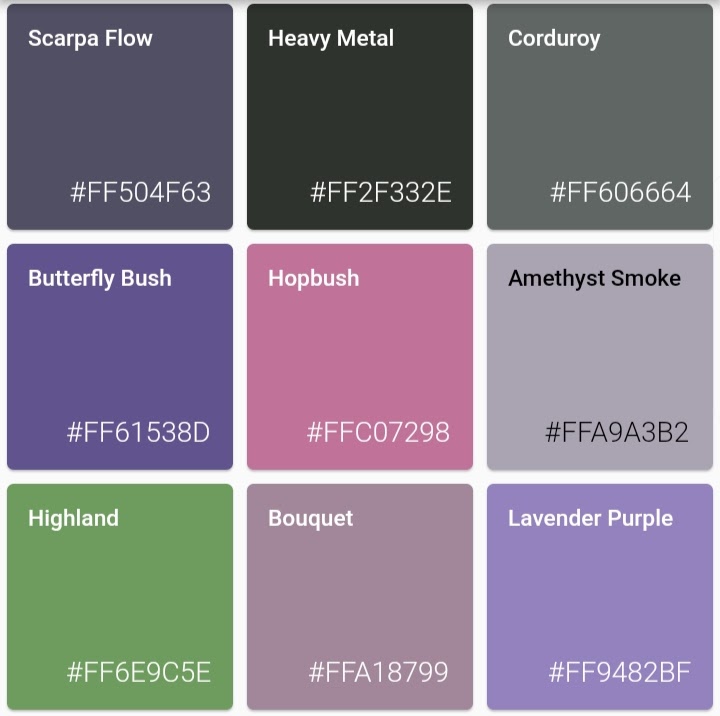 Scarpa Flow
#FF504F63
Heavy Metal
#FF2F332E
Corduroy
#FF606664
Butterfly Bush
#FF61538D
Hopbush
#FFC07298
Amethyst Smoke
#FFA9A3B2
Highland
#FF6E9C5E
Bouquet
#FFA18799
Lavender Purple
#FF9482BF